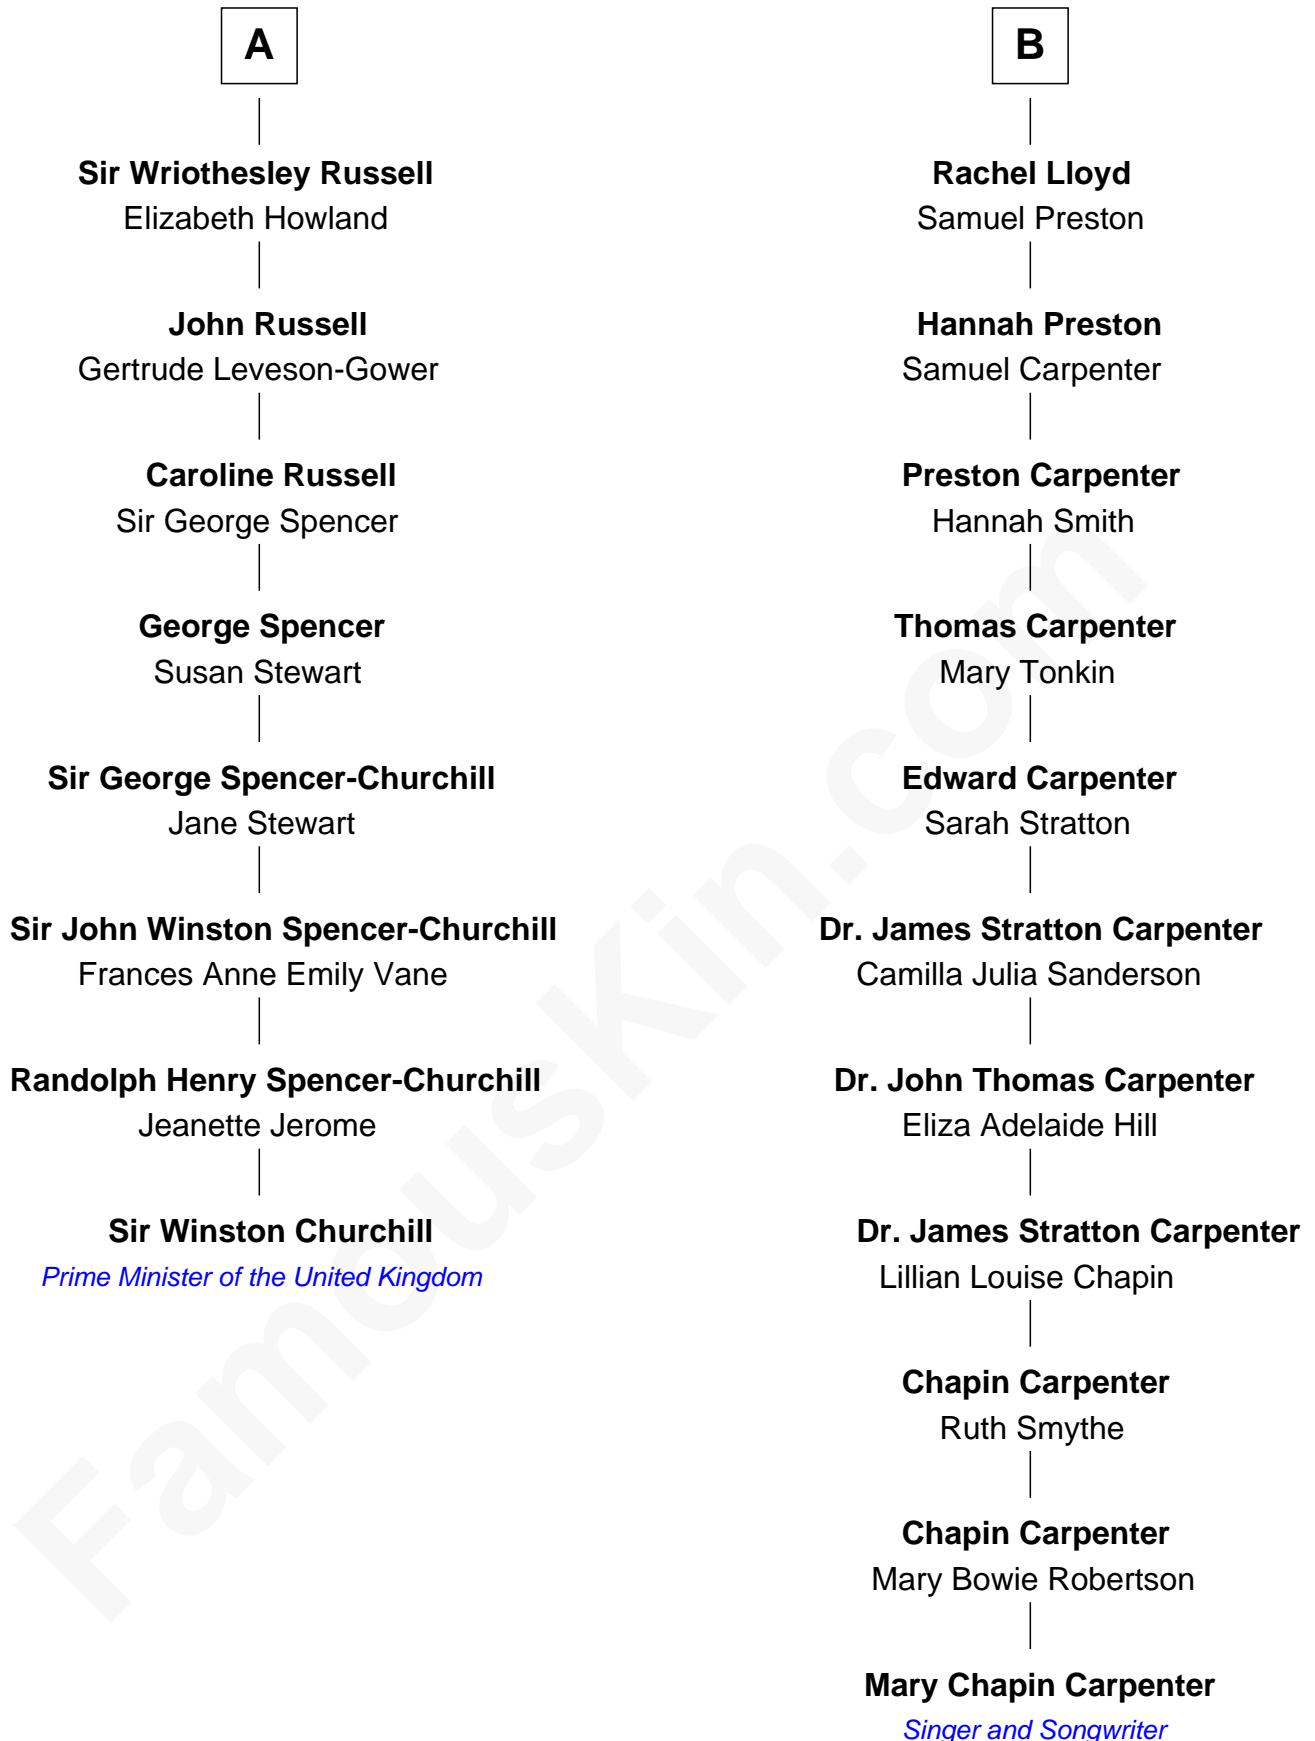 A
Sir Wriothesley Russell
Elizabeth Howland
John Russell
Gertrude Leveson-Gower
Caroline Russell
Sir George Spencer
George Spencer
Susan Stewart
Sir George Spencer-Churchill
Jane Stewart
Sir John Winston Spencer-Churchill
Frances Anne Emily Vane
Randolph Henry Spencer-Churchill
Jeanette Jerome
Sir Winston Churchill
Prime Minister of the United Kingdom
B
Rachel Lloyd
Samuel Preston
Hannah Preston
Samuel Carpenter
Preston Carpenter
Hannah Smith
Thomas Carpenter
Mary Tonkin
Edward Carpenter
Sarah Stratton
Dr. James Stratton Carpenter
Camilla Julia Sanderson
Dr. John Thomas Carpenter
Eliza Adelaide Hill
Dr. James Stratton Carpenter
Lillian Louise Chapin
Chapin Carpenter
Ruth Smythe
Chapin Carpenter
Mary Bowie Robertson
Mary Chapin Carpenter
Singer and Songwriter
FamousKin.com